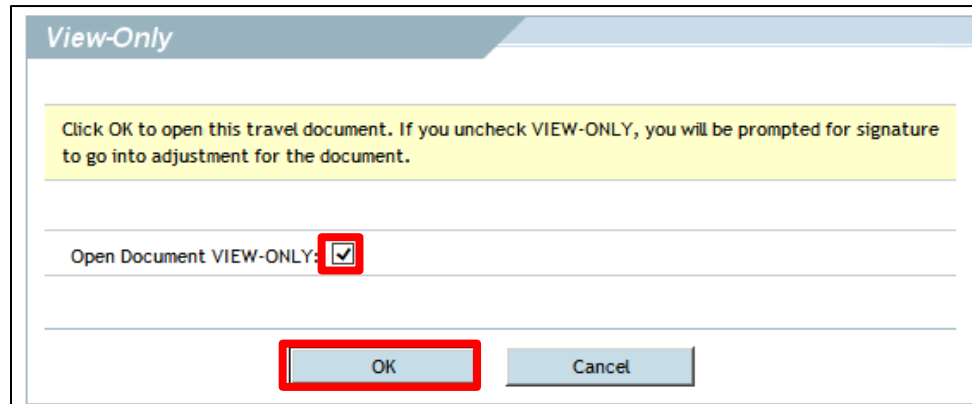 View-Only
Click OK to open this travel document. If you uncheck VIEW-ONLY, you will be prompted for signature
to go into adjustment for the document.
Open Document VIEW-ONLY:
OK Cancel